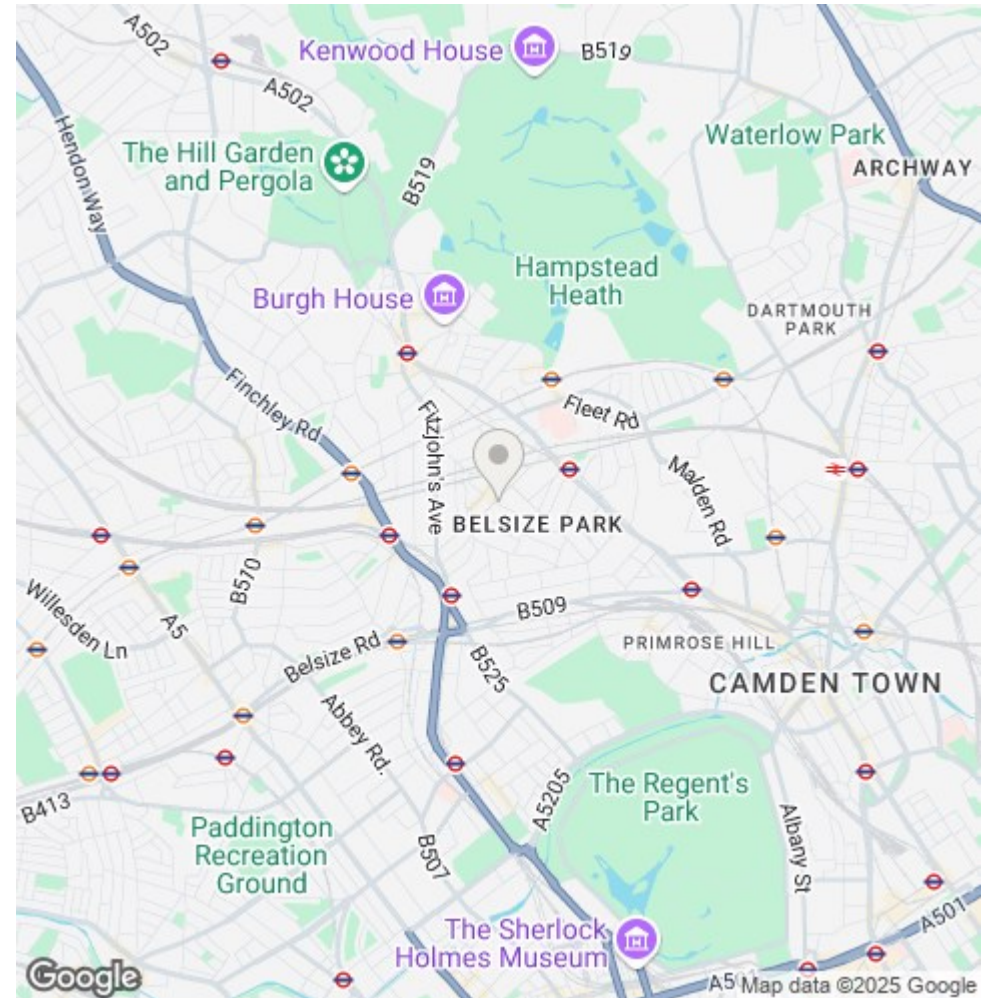 A502
Kenwood House
B519
A502
The Hill Garden
and Pergola
B519
Waterlow Park
ARCHWAY
Hendon Way
Hampstead
Heath
Burgh House
DARTMOUTH
PARK
Finchley Rd
Fitzjohn's Ave
Fleet Rd
Malden Rd
BELSIZE PARK
B510
Willesden Ln
A5
B509
Belsize Rd
PRIMROSE HILL
B525
CAMDEN TOWN
Abbey Rd.
The Regent's
Park
A5205
B413
Paddington
Recreation
Ground
B507
Albany St
The Sherlock
Holmes Museum
A501
Google
A5
Map data ©2025 Google